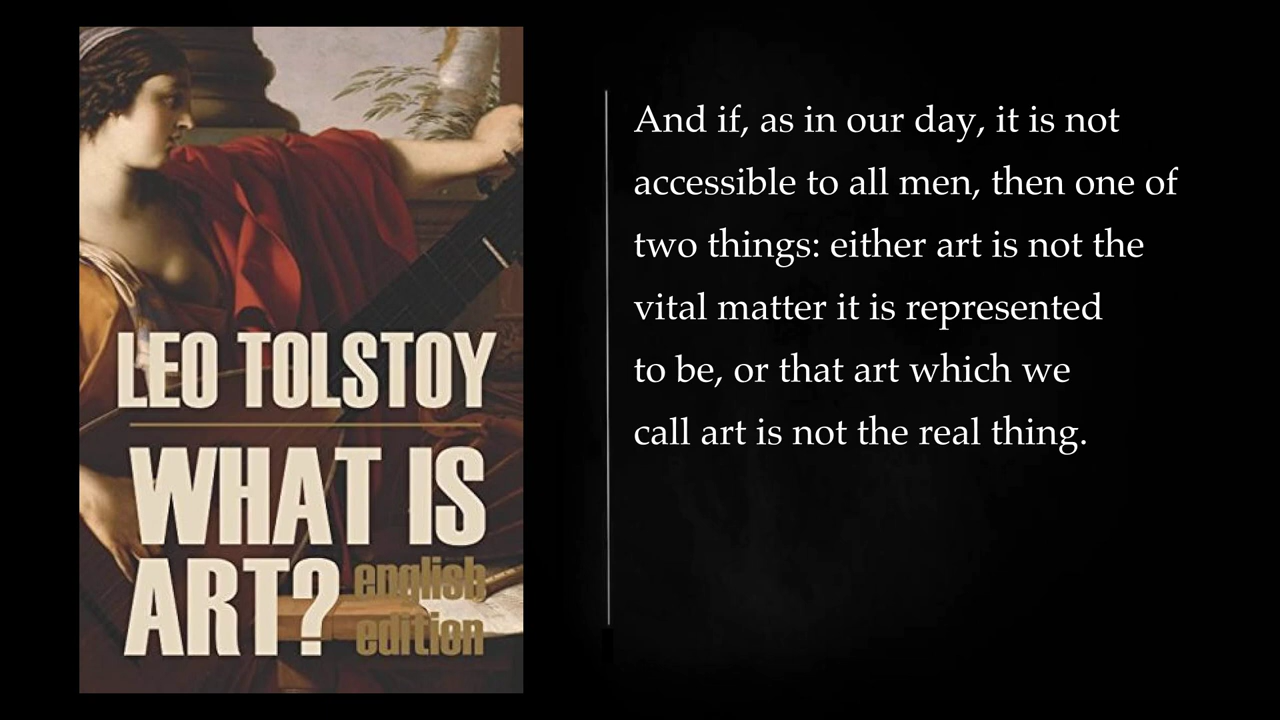 LEO TOLSTOY
WHAT IS
ART?
english
edition
And if, as in our day, it is not
accessible to all men, then one of
two things: either art is not the
vital matter it is represented
to be, or that art which we
call art is not the real thing.